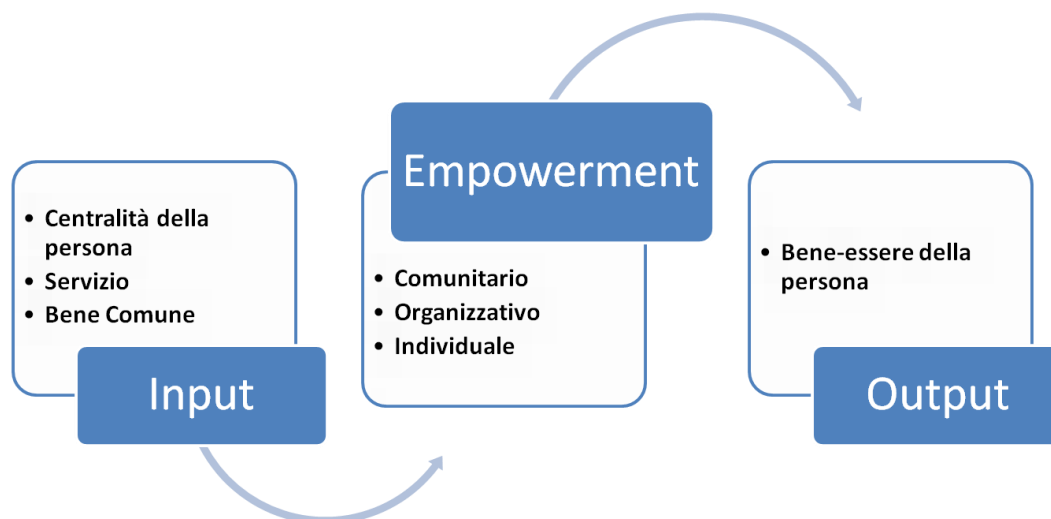 • Centralità della
persona
• Servizio
• Bene Comune
Input
Empowerment
• Comunitario
• Organizzativo
• Individuale
• Bene-essere della
persona
Output